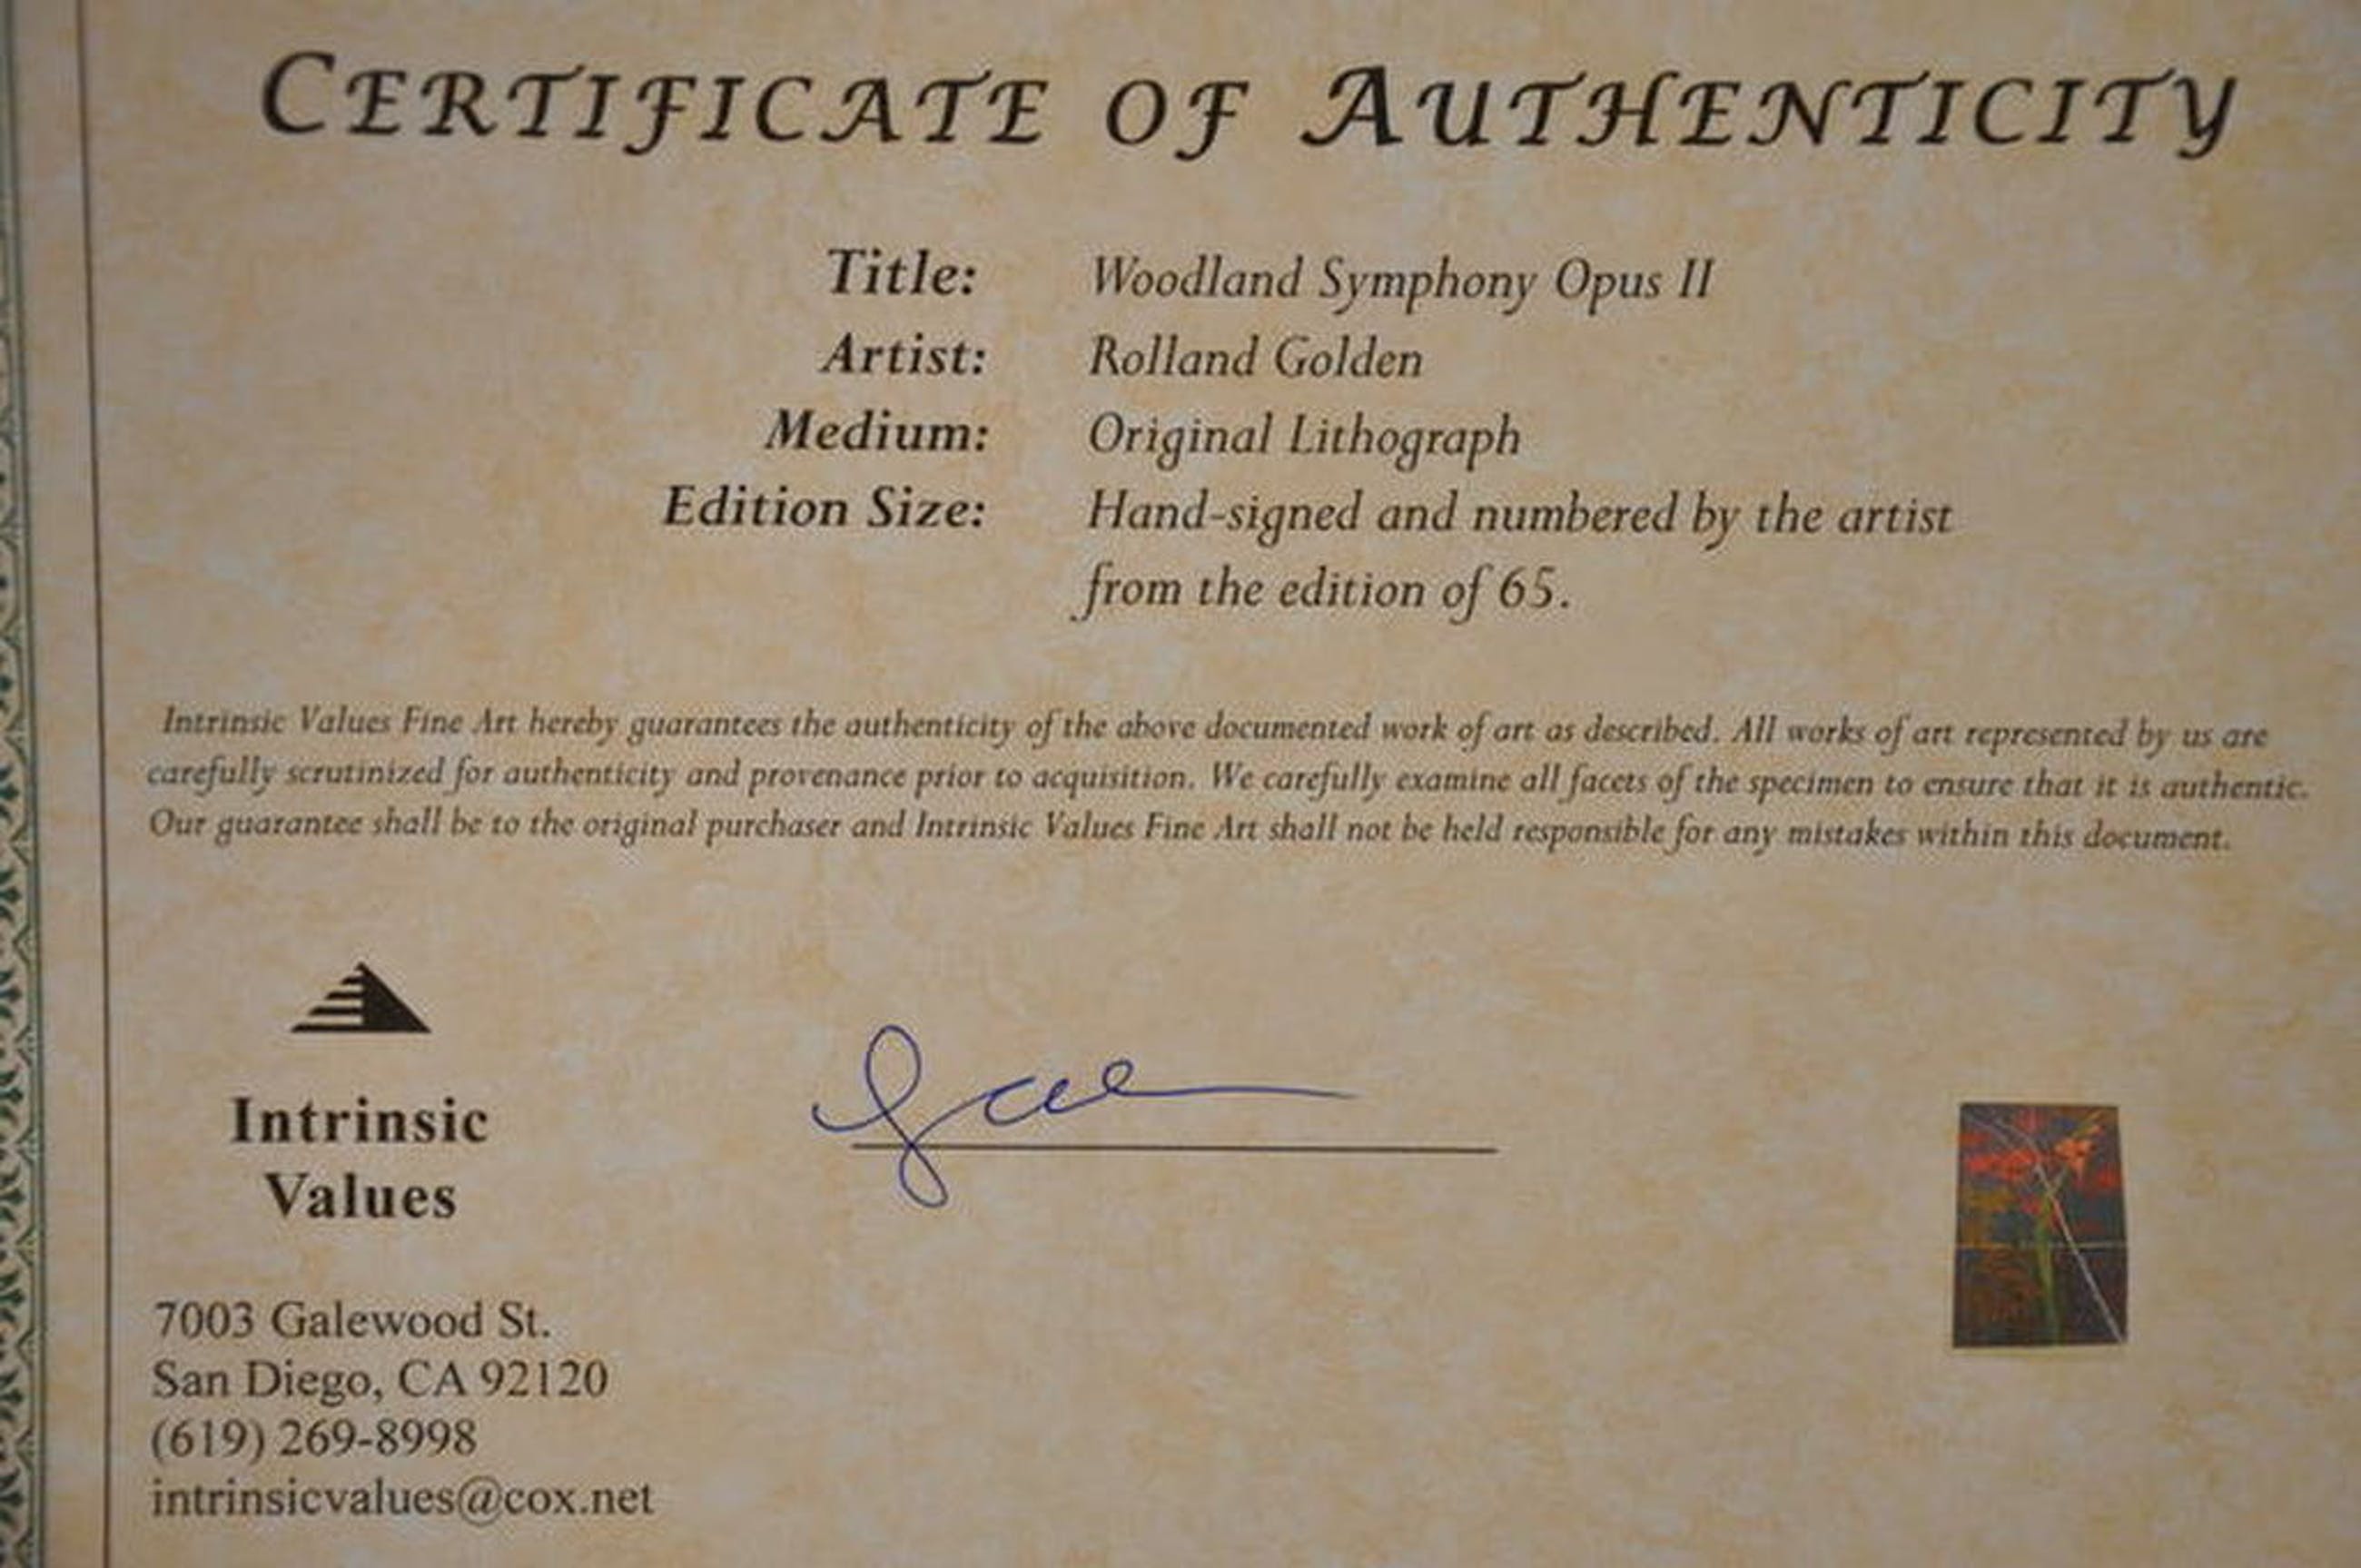 CERTIFICATE OF AUTHENTICITY
Title: Woodland Symphony Opus II
Artist: Rolland Golden
Medium: Original Lithograph
Edition Size: Hand-signed and numbered by the artist
from the edition of 65.
Intrinsic Values Fine Art hereby guarantees the authenticity of the above documented work of art as described. All works of art represented by us are
carefully scrutinized for authenticity and provenance prior to acquisition. We carefully examine all facets of the specimen to ensure that it is authentic.
Our guarantee shall be to the original purchaser and Intrinsic Values Fine Art shall not be held responsible for any mistakes within this document.
Intrinsic
Values
7003 Galewood St.
San Diego, CA 92120
(619) 269-8998
intrinsicvalues@cox.net